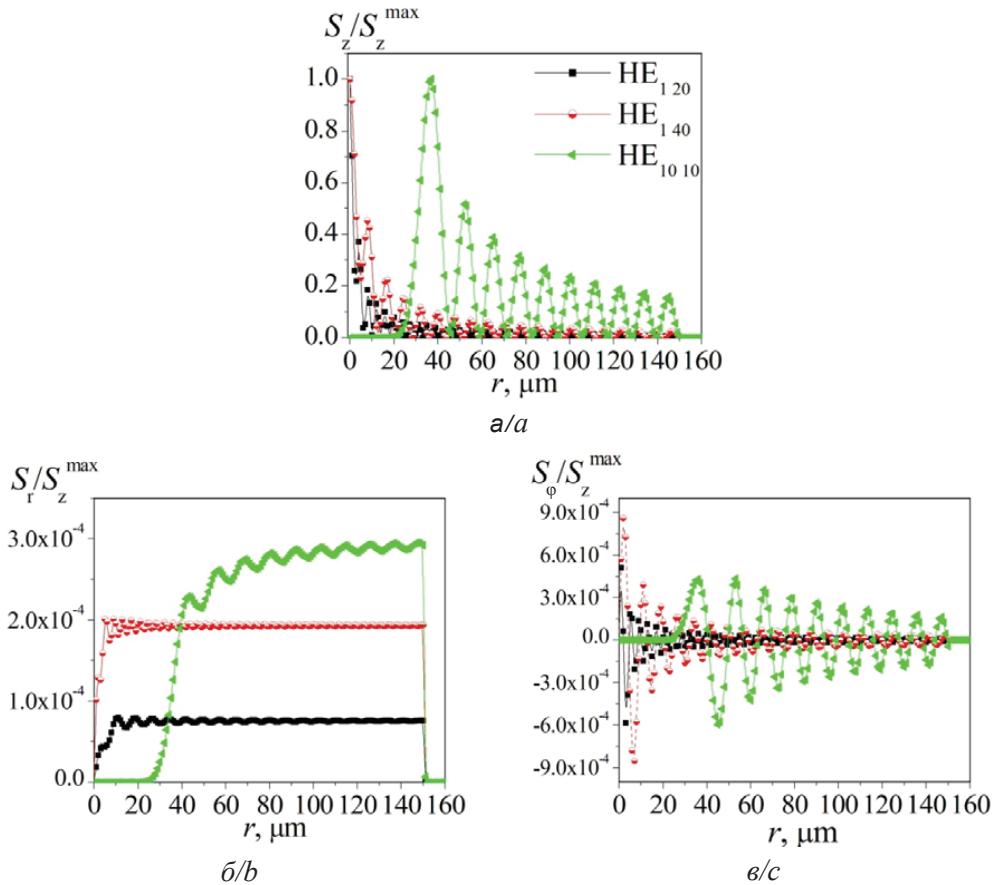 S_z/S_z^max
HE_1 20
HE_1 40
HE_10 10
1.0
0.8
0.6
0.4
0.2
0.0
0 20 40 60 80 100 120 140 160
r, μm
а/a
S_r/S_z^max
3.0x10^-4
2.0x10^-4
1.0x10^-4
0.0
0 20 40 60 80 100 120 140 160
r, μm
б/b
S_φ/S_z^max
9.0x10^-4
6.0x10^-4
3.0x10^-4
0.0
-3.0x10^-4
-6.0x10^-4
-9.0x10^-4
0 20 40 60 80 100 120 140 160
r, μm
в/c